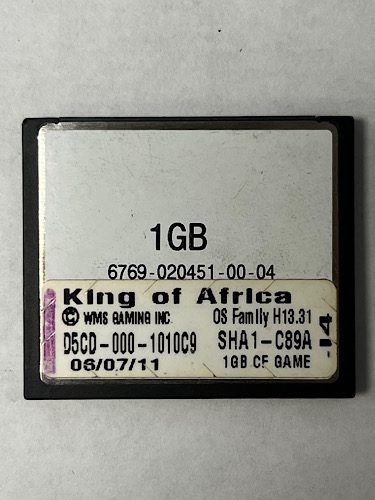 1GB
6769-020451-00-04
King of Africa
© WMS GAMING INC OS Family H13.31
D5CD-000-1010C9 SHA1-C89A
06/07/11 1GB CF GAME
-14